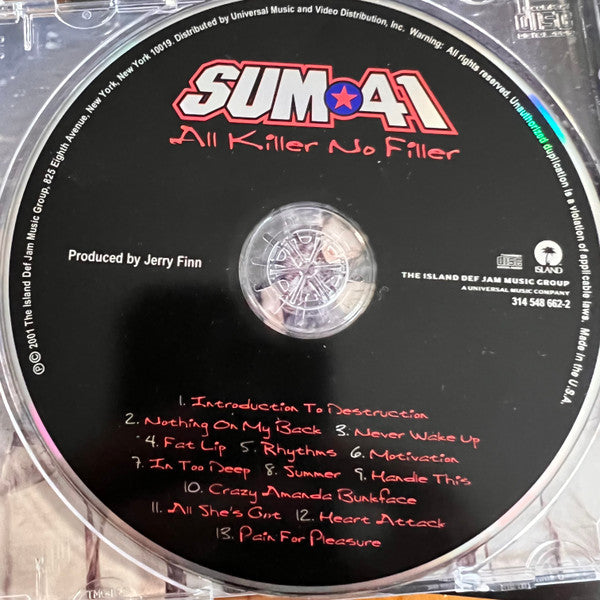 SUM 41
All Killer No Filler
Produced by Jerry Finn
DISC
ISLAND
THE ISLAND DEF JAM MUSIC GROUP
A UNIVERSAL MUSIC COMPANY
314 548 662-2
1. Introduction To Destruction
2. Nothing On My Back 3. Never Wake Up
4. Fat Lip 5. Rhythms 6. Motivation
7. In Too Deep 8. Summer 9. Handle This
10. Crazy Amanda Bunkface
11. All She's Got 12. Heart Attack
13. Pain For Pleasure
℗© 2001 The Island Def Jam Music Group, 825 Eighth Avenue, New York, New York 10019. Distributed by Universal Music and Video Distribution, Inc. Warning: All rights reserved. Unauthorized duplication is a violation of applicable laws. Made in the U.S.A.